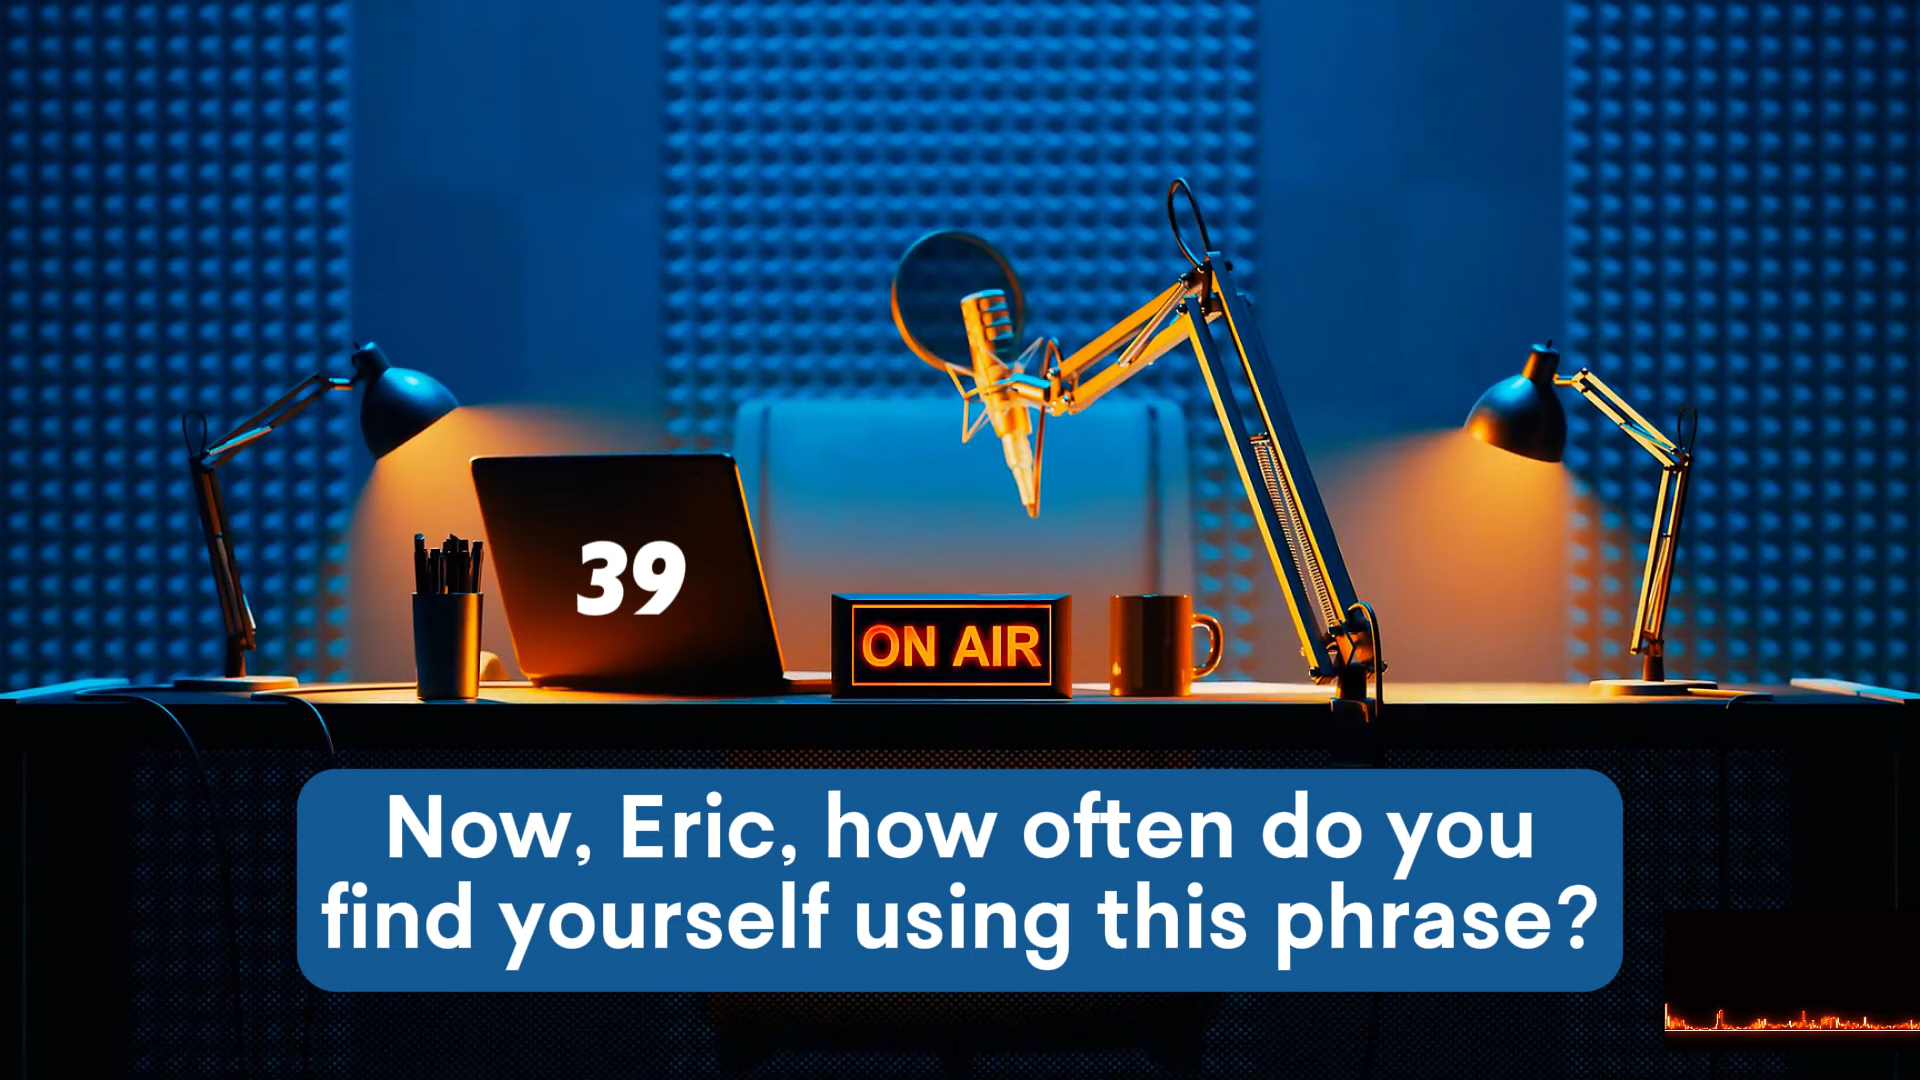 39
ON AIR
Now, Eric, how often do you
find yourself using this phrase?